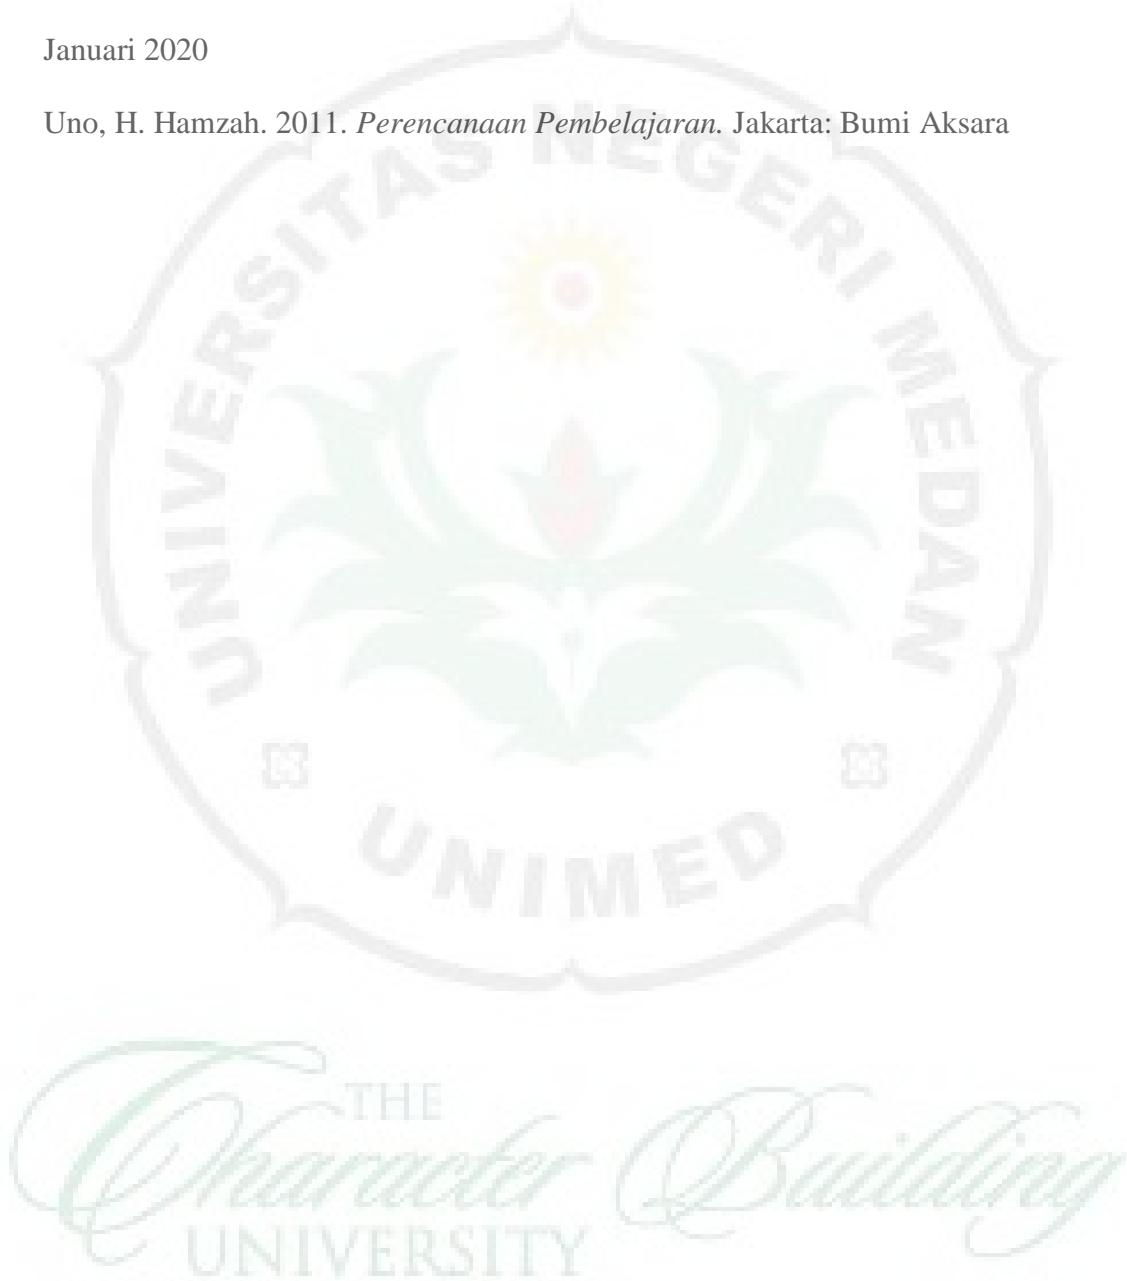 Januari 2020
Uno, H. Hamzah. 2011. Perencanaan Pembelajaran. Jakarta: Bumi Aksara
UNIVERSITAS NEGERI MEDAN
UNIMED
THE
Character Building
UNIVERSITY